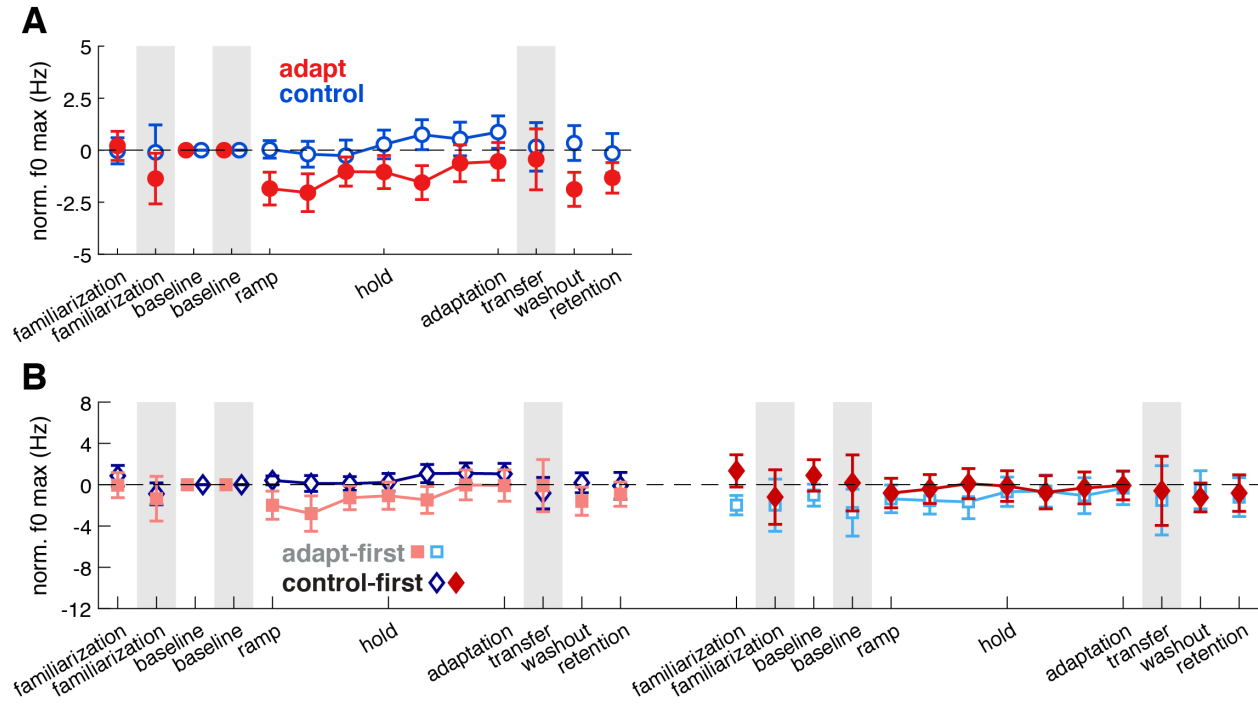 A
norm. f0 max (Hz)
5
2.5
0
-2.5
-5
adapt
control
familiarization
familiarization
baseline
baseline
ramp
hold
adaptation
transfer
washout
retention
B
norm. f0 max (Hz)
8
4
0
-4
-8
-12
adapt-first
control-first
familiarization
familiarization
baseline
baseline
ramp
hold
adaptation
transfer
washout
retention
familiarization
familiarization
baseline
baseline
ramp
hold
adaptation
transfer
washout
retention